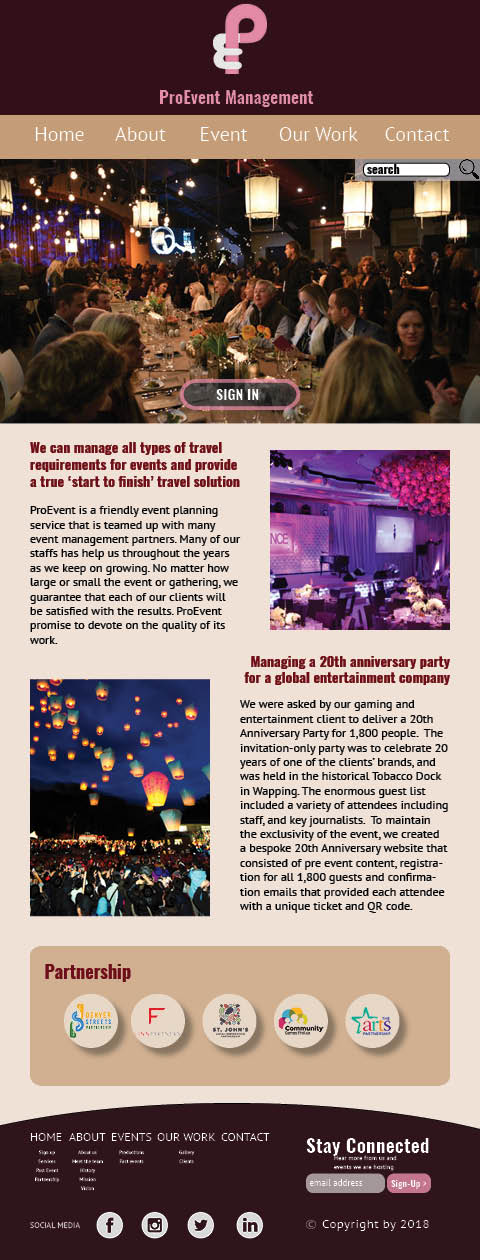 ProEvent Management
Home About Event Our Work Contact
search
SIGN IN
We can manage all types of travel
requirements for events and provide
a true ‘start to finish’ travel solution
ProEvent is a friendly event planning
service that is teamed up with many
event management partners. Many of our
staffs has help us throughout the years
as we keep on growing. No matter how
large or small the event or gathering, we
guarantee that each of our clients will
be satisfied with the results. ProEvent
promise to devote on the quality of its
work.
NCE
Managing a 20th anniversary party
for a global entertainment company
We were asked by our gaming and
entertainment client to deliver a 20th
Anniversary Party for 1,800 people. The
invitation-only party was to celebrate 20
years of one of the clients’ brands, and
was held in the historical Tobacco Dock
in Wapping. The enormous guest list
included a variety of attendees including
staff, and key journalists. To maintain
the exclusivity of the event, we created
a bespoke 20th Anniversary website that
consisted of pre event content, registra-
tion for all 1,800 guests and confirma-
tion emails that provided each attendee
with a unique ticket and QR code.
Partnership
DENVER
STREETS
PARTNERSHIP
F
ST. JOHN'S
Community
THE
arts
PARTNERSHIP
HOME ABOUT EVENTS OUR WORK CONTACT
Sign up About us Productions Gallery
Services Meet the team Past events Clients
Past Event History
Partnership Mission
Vision
Stay Connected
Hear more from us and
events we are hosting
email address Sign-Up >
SOCIAL MEDIA
© Copyright by 2018